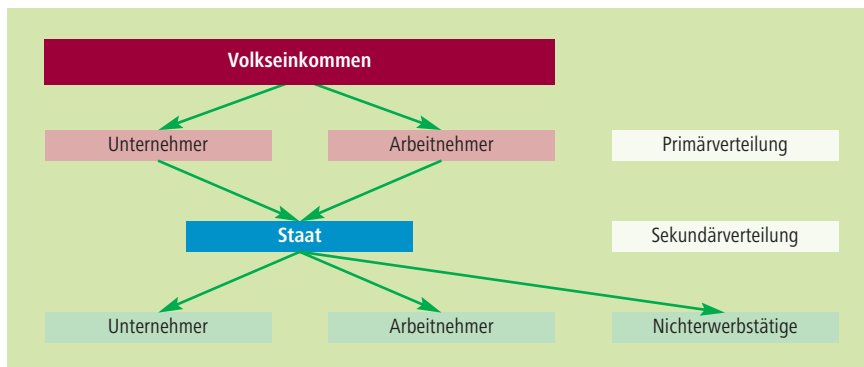 Volkseinkommen
Unternehmer
Arbeitnehmer
Primärverteilung
Staat
Sekundärverteilung
Unternehmer
Arbeitnehmer
Nichterwerbstätige